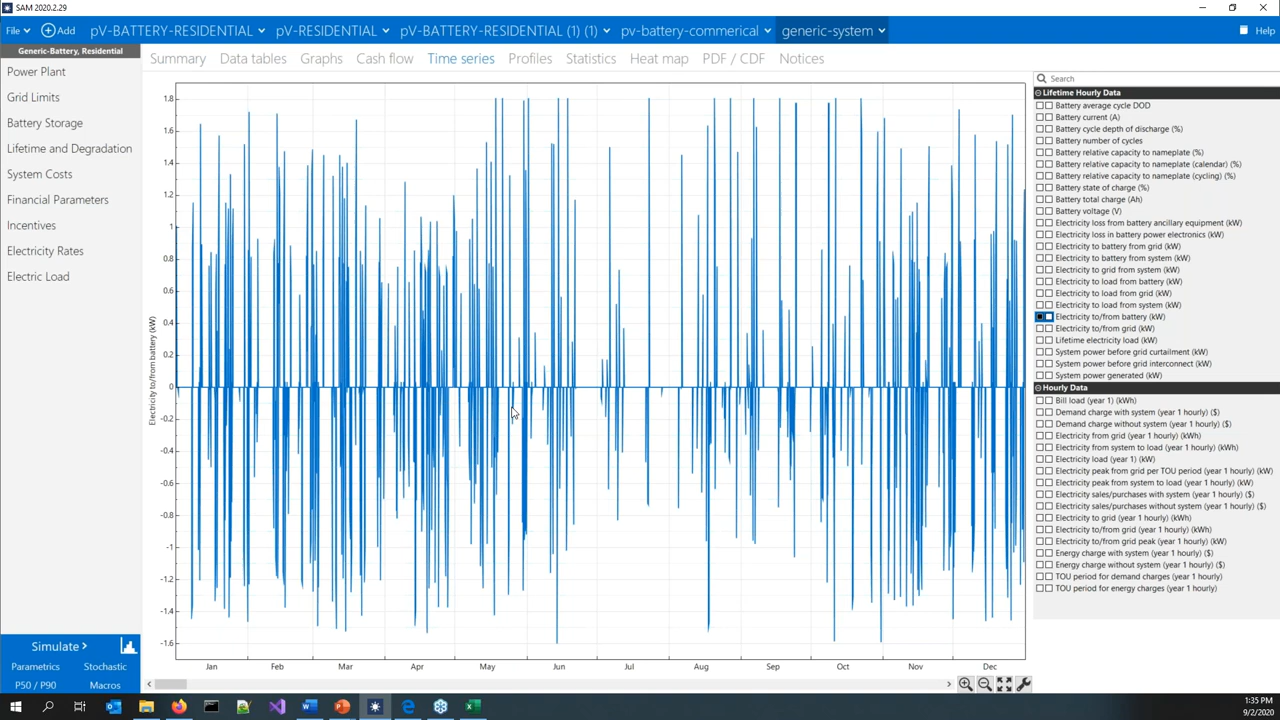 SAM 2020.2.29
File Add pV-BATTERY-RESIDENTIAL pV-RESIDENTIAL pV-BATTERY-RESIDENTIAL (1) (1) pv-battery-commerical generic-system Help
Generic-Battery, Residential
Power Plant
Grid Limits
Battery Storage
Lifetime and Degradation
System Costs
Financial Parameters
Incentives
Electricity Rates
Electric Load
Simulate >
Parametrics Stochastic
P50 / P90 Macros
Summary Data tables Graphs Cash flow Time series Profiles Statistics Heat map PDF / CDF Notices
Electricity to/from battery (kW)
1.8
1.6
1.4
1.2
1
0.8
0.6
0.4
0.2
0
-0.2
-0.4
-0.6
-0.8
-1
-1.2
-1.4
-1.6
Jan Feb Mar Apr May Jun Jul Aug Sep Oct Nov Dec
Search
Lifetime Hourly Data
Battery average cycle DOD
Battery current (A)
Battery cycle depth of discharge (%)
Battery number of cycles
Battery relative capacity to nameplate (%)
Battery relative capacity to nameplate (calendar) (%)
Battery relative capacity to nameplate (cycling) (%)
Battery state of charge (%)
Battery total charge (Ah)
Battery voltage (V)
Electricity loss from battery ancillary equipment (kW)
Electricity loss in battery power electronics (kW)
Electricity to battery from grid (kW)
Electricity to battery from system (kW)
Electricity to grid from system (kW)
Electricity to load from battery (kW)
Electricity to load from grid (kW)
Electricity to load from system (kW)
Electricity to/from battery (kW)
Electricity to/from grid (kW)
Lifetime electricity load (kW)
System power before grid curtailment (kW)
System power before grid interconnect (kW)
System power generated (kW)
Hourly Data
Bill load (year 1) (kWh)
Demand charge with system (year 1 hourly) ($)
Demand charge without system (year 1 hourly) ($)
Electricity from grid (year 1 hourly) (kWh)
Electricity from system to load (year 1 hourly) (kWh)
Electricity load (year 1) (kW)
Electricity peak from grid per TOU period (year 1 hourly) (kW)
Electricity peak from system to load (year 1 hourly) (kW)
Electricity sales/purchases with system (year 1 hourly) ($)
Electricity sales/purchases without system (year 1 hourly) ($)
Electricity to grid (year 1 hourly) (kWh)
Electricity to/from grid (year 1 hourly) (kWh)
Electricity to/from grid peak (year 1 hourly) (kW)
Energy charge with system (year 1 hourly) ($)
Energy charge without system (year 1 hourly) ($)
TOU period for demand charges (year 1 hourly)
TOU period for energy charges (year 1 hourly)
1:35 PM
9/2/2020